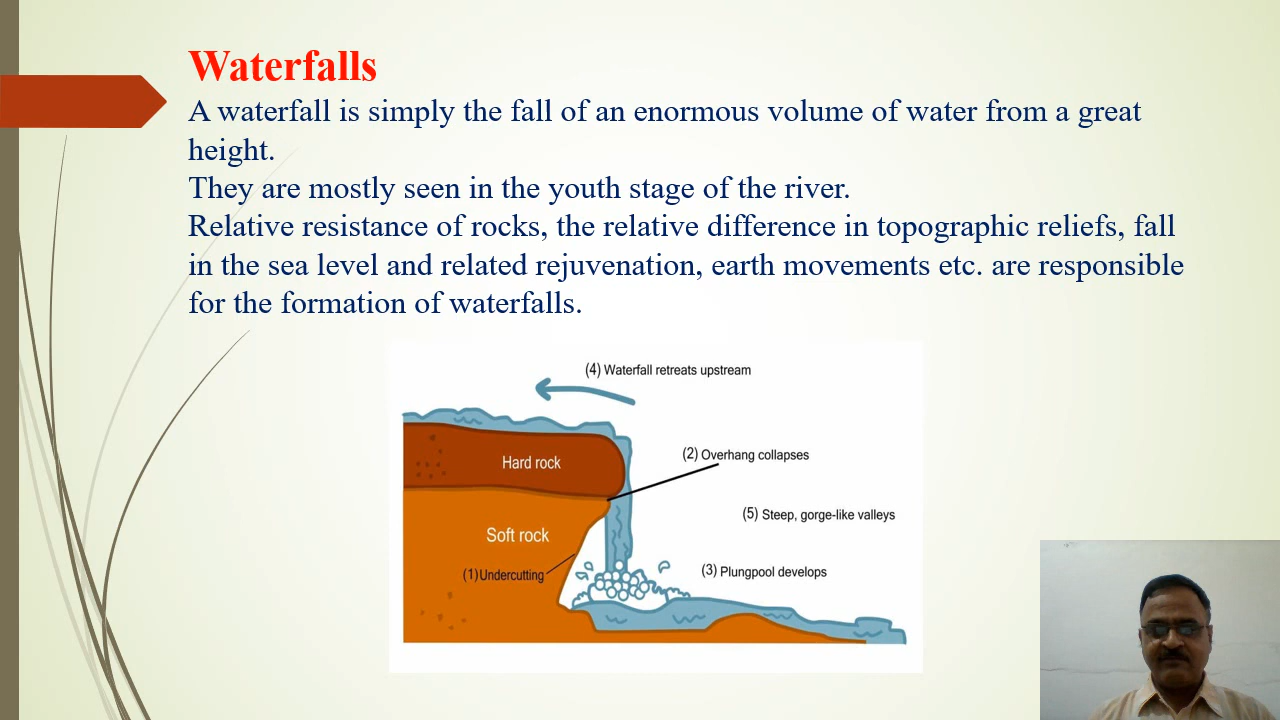 Waterfalls
A waterfall is simply the fall of an enormous volume of water from a great
height.
They are mostly seen in the youth stage of the river.
Relative resistance of rocks, the relative difference in topographic reliefs, fall
in the sea level and related rejuvenation, earth movements etc. are responsible
for the formation of waterfalls.
(4) Waterfall retreats upstream
Hard rock
(2) Overhang collapses
(5) Steep, gorge-like valleys
Soft rock
(1) Undercutting
(3) Plungpool develops